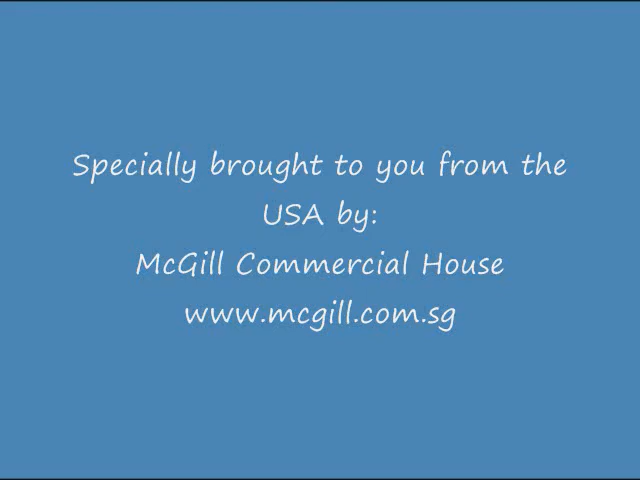 Specially brought to you from the
USA by:
McGill Commercial House
www.mcgill.com.sg